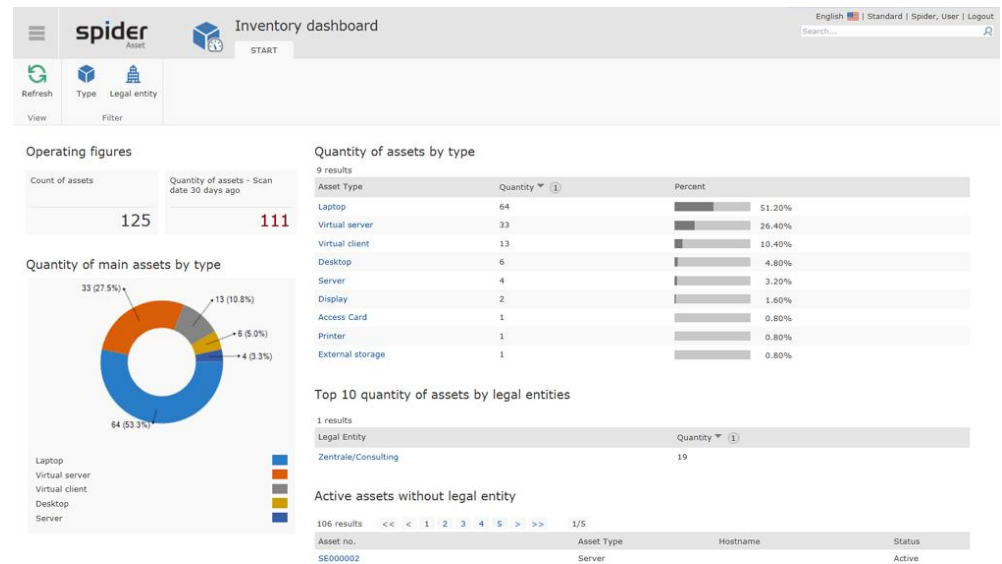 English | Standard | Spider, User | Logout
spider
Asset
Inventory dashboard
Search...
START
Refresh
Type
Legal entity
View
Filter
Operating figures
Count of assets
125
Quantity of assets - Scan
date 30 days ago
111
Quantity of main assets by type
33 (27.5%)
13 (10.8%)
6 (5.0%)
4 (3.3%)
64 (53.3%)
Laptop
Virtual server
Virtual client
Desktop
Server
Quantity of assets by type
9 results
Asset Type Quantity 1 Percent
Laptop 64 51.20%
Virtual server 33 26.40%
Virtual client 13 10.40%
Desktop 6 4.80%
Server 4 3.20%
Display 2 1.60%
Access Card 1 0.80%
Printer 1 0.80%
External storage 1 0.80%
Top 10 quantity of assets by legal entities
1 results
Legal Entity Quantity 1
Zentrale/Consulting 19
Active assets without legal entity
106 results << < 1 2 3 4 5 > >> 1/5
Asset no. Asset Type Hostname Status
SE000002 Server Active